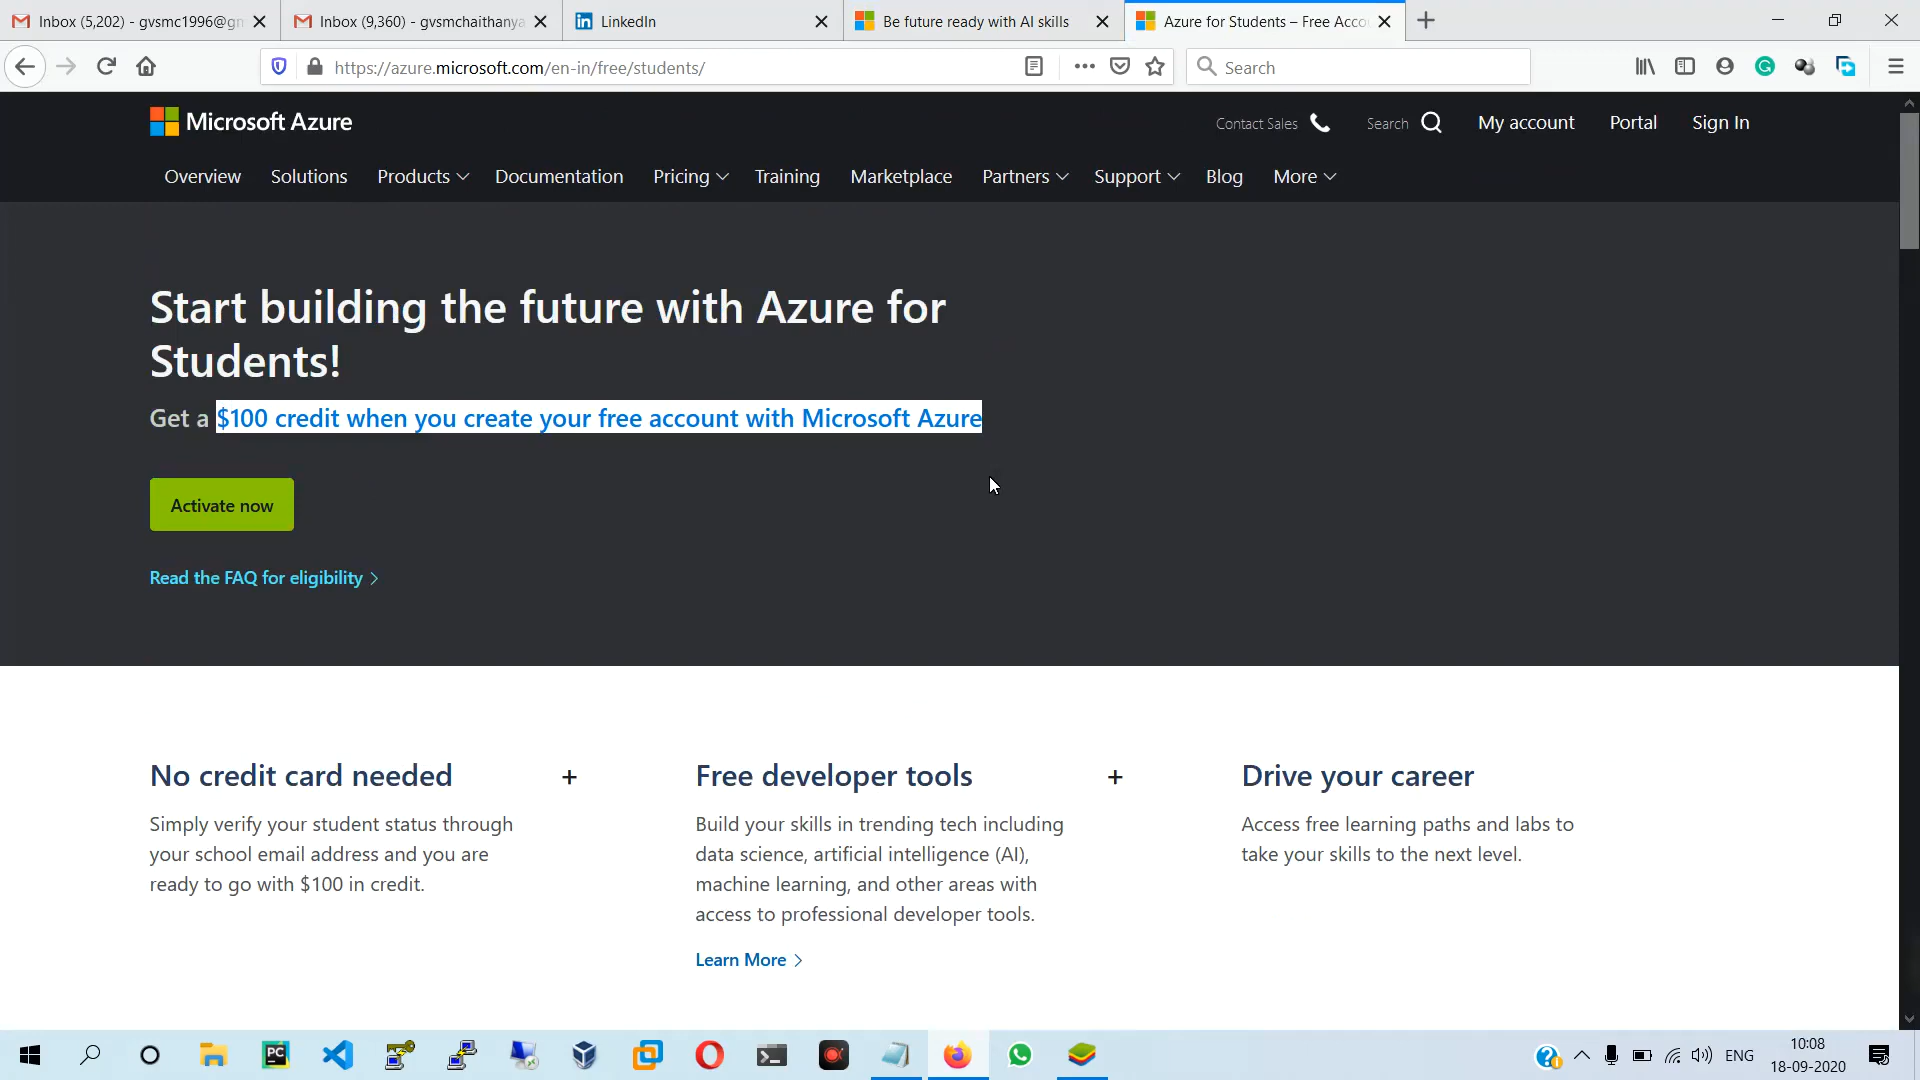 Inbox (5,202) - gvsmc1996@gm
Inbox (9,360) - gvsmchaithanya
LinkedIn
Be future ready with AI skills
Azure for Students – Free Acco
https://azure.microsoft.com/en-in/free/students/
Search
Microsoft Azure
Contact Sales
Search
My account
Portal
Sign In
Overview
Solutions
Products
Documentation
Pricing
Training
Marketplace
Partners
Support
Blog
More
Start building the future with Azure for
Students!
Get a $100 credit when you create your free account with Microsoft Azure
Activate now
Read the FAQ for eligibility
No credit card needed
+
Simply verify your student status through
your school email address and you are
ready to go with $100 in credit.
Free developer tools
+
Build your skills in trending tech including
data science, artificial intelligence (AI),
machine learning, and other areas with
access to professional developer tools.
Learn More
Drive your career
Access free learning paths and labs to
take your skills to the next level.
PC
ENG
10:08
18-09-2020